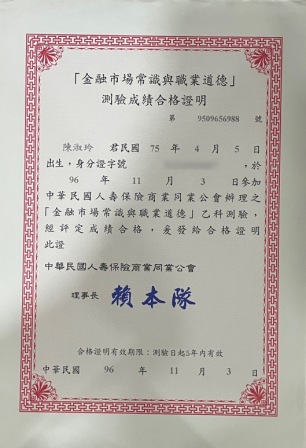 「金融市場常識與職業道德」
測驗成績合格證明
第 9509656988 號
陳淑玲 君民國 75 年 4 月 5 日
出生，身分證字號 ，於
96 年 11 月 3 日參加
中華民國人壽保險商業同業公會辦理之
「金融市場常識與職業道德」乙科測驗，
經評定成績合格，爰發給合格證明
此證
中華民國人壽保險商業同業公會
理事長 賴本隊
合格證明有效期限：測驗日起5年內有效
中華民國 96 年 11 月 3 日